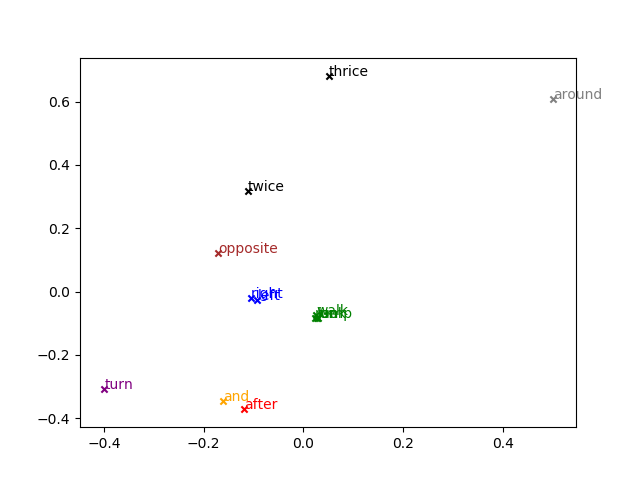 thrice
around
0.6
0.4
twice
0.2
opposite
0.0
right
left
walk
jump
−0.2
turn
and
after
−0.4
−0.4
−0.2
0.0
0.2
0.4